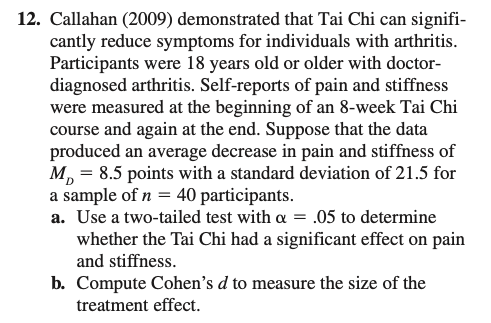 12. Callahan (2009) demonstrated that Tai Chi can signifi-
cantly reduce symptoms for individuals with arthritis.
Participants were 18 years old or older with doctor-
diagnosed arthritis. Self-reports of pain and stiffness
were measured at the beginning of an 8-week Tai Chi
course and again at the end. Suppose that the data
produced an average decrease in pain and stiffness of
M_D = 8.5 points with a standard deviation of 21.5 for
a sample of n = 40 participants.
a. Use a two-tailed test with α = .05 to determine
whether the Tai Chi had a significant effect on pain
and stiffness.
b. Compute Cohen's d to measure the size of the
treatment effect.